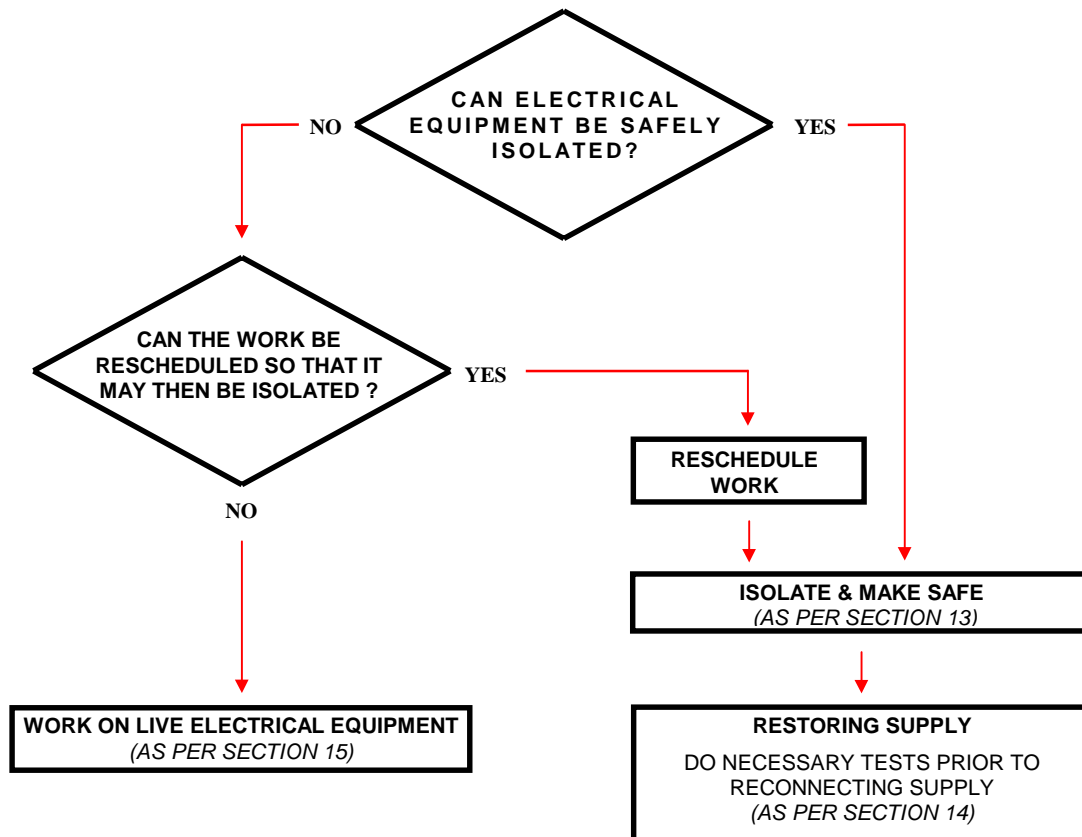 CAN ELECTRICAL
EQUIPMENT BE SAFELY
ISOLATED?
NO
YES
CAN THE WORK BE
RESCHEDULED SO THAT IT
MAY THEN BE ISOLATED ?
YES
NO
RESCHEDULE
WORK
ISOLATE & MAKE SAFE
(AS PER SECTION 13)
WORK ON LIVE ELECTRICAL EQUIPMENT
(AS PER SECTION 15)
RESTORING SUPPLY
DO NECESSARY TESTS PRIOR TO
RECONNECTING SUPPLY
(AS PER SECTION 14)